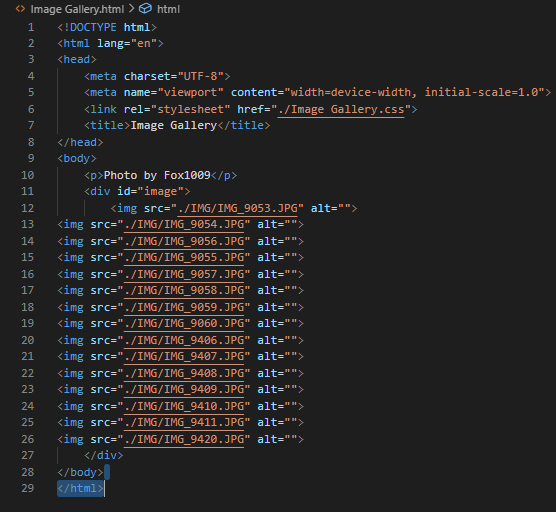 Image Gallery.html > html
1 <!DOCTYPE html>
2 <html lang="en">
3 <head>
4 <meta charset="UTF-8">
5 <meta name="viewport" content="width=device-width, initial-scale=1.0">
6 <link rel="stylesheet" href="./Image Gallery.css">
7 <title>Image Gallery</title>
8 </head>
9 <body>
10 <p>Photo by Fox1009</p>
11 <div id="image">
12 <img src="./IMG/IMG_9053.JPG" alt="">
13 <img src="./IMG/IMG_9054.JPG" alt="">
14 <img src="./IMG/IMG_9056.JPG" alt="">
15 <img src="./IMG/IMG_9055.JPG" alt="">
16 <img src="./IMG/IMG_9057.JPG" alt="">
17 <img src="./IMG/IMG_9058.JPG" alt="">
18 <img src="./IMG/IMG_9059.JPG" alt="">
19 <img src="./IMG/IMG_9060.JPG" alt="">
20 <img src="./IMG/IMG_9406.JPG" alt="">
21 <img src="./IMG/IMG_9407.JPG" alt="">
22 <img src="./IMG/IMG_9408.JPG" alt="">
23 <img src="./IMG/IMG_9409.JPG" alt="">
24 <img src="./IMG/IMG_9410.JPG" alt="">
25 <img src="./IMG/IMG_9411.JPG" alt="">
26 <img src="./IMG/IMG_9420.JPG" alt="">
27 </div>
28 </body>
29 </html>